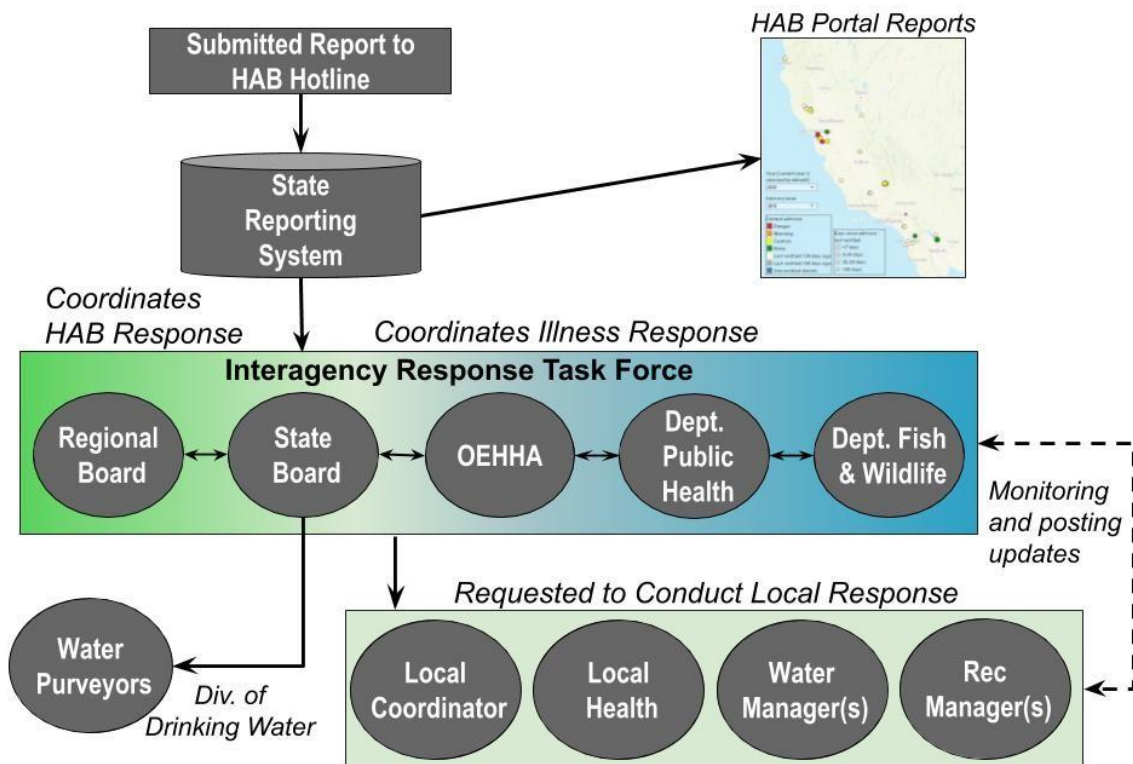 HAB Portal Reports
Submitted Report to
HAB Hotline
State
Reporting
System
Coordinates
HAB Response
Coordinates Illness Response
Interagency Response Task Force
Regional
Board
State
Board
OEHHA
Dept.
Public
Health
Dept. Fish
& Wildlife
Monitoring
and posting
updates
Requested to Conduct Local Response
Water
Purveyors
Div. of
Drinking Water
Local
Coordinator
Local
Health
Water
Manager(s)
Rec
Manager(s)